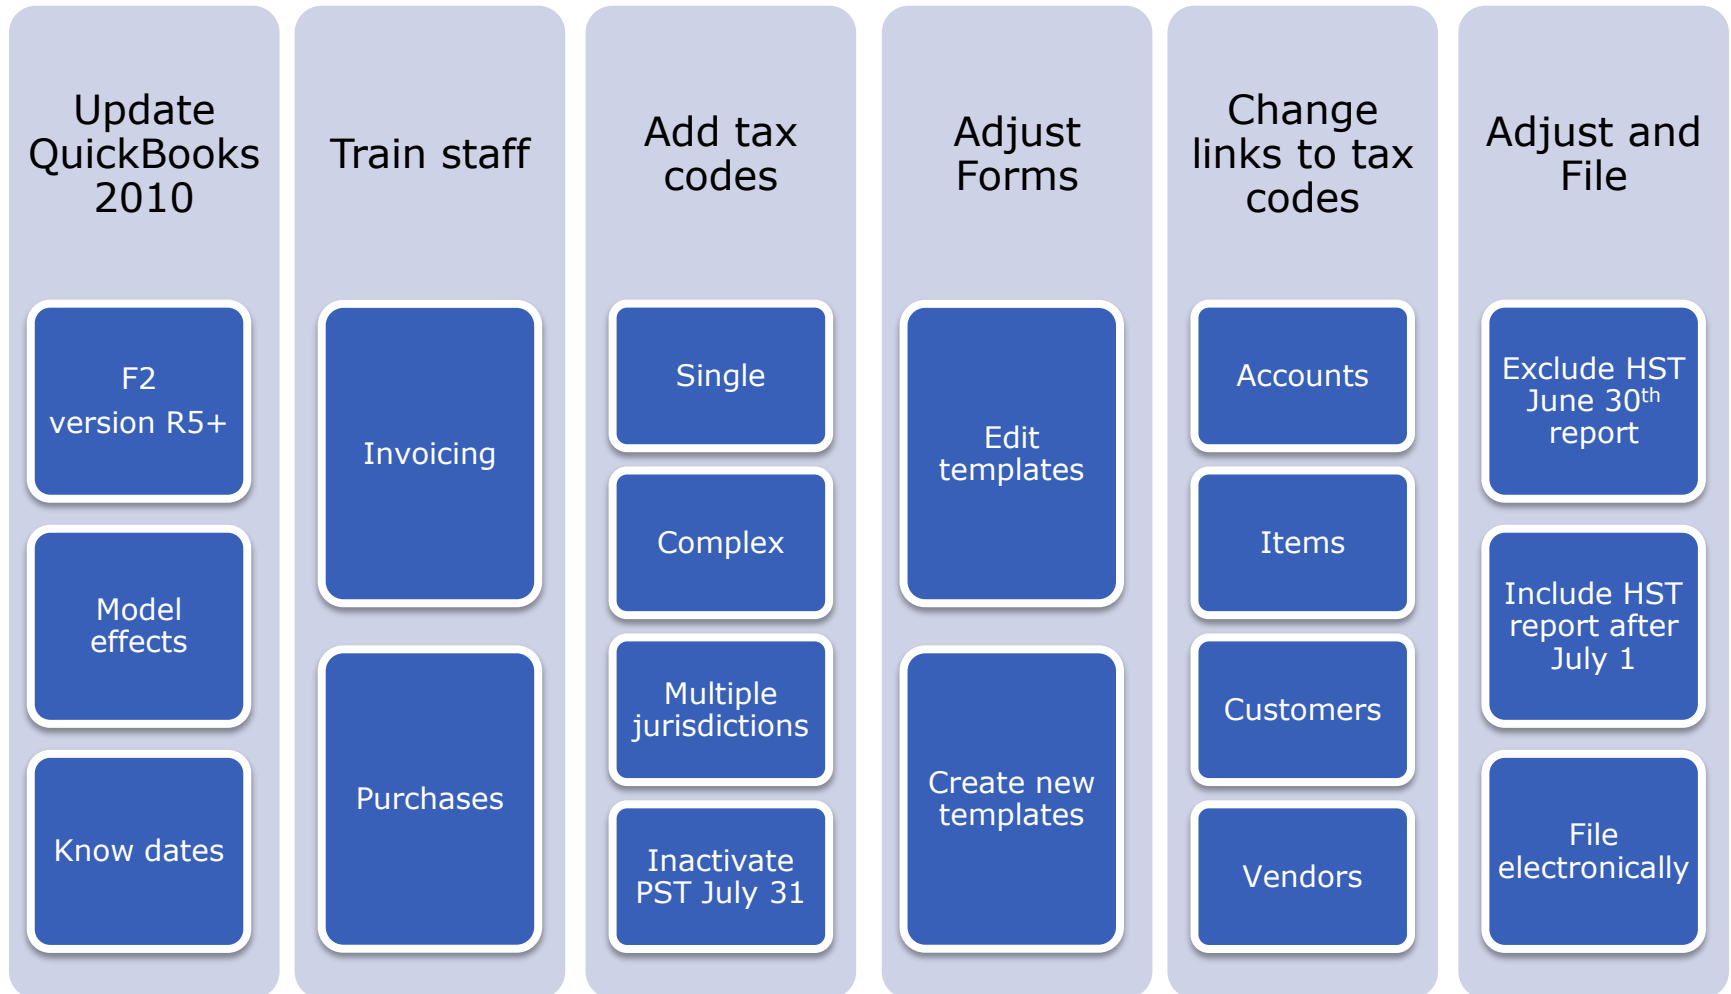 Update
QuickBooks
2010
F2
version R5+
Model
effects
Know dates
Train staff
Invoicing
Purchases
Add tax
codes
Single
Complex
Multiple
jurisdictions
Inactivate
PST July 31
Adjust
Forms
Edit
templates
Create new
templates
Change
links to tax
codes
Accounts
Items
Customers
Vendors
Adjust and
File
Exclude HST
June 30th
report
Include HST
report after
July 1
File
electronically